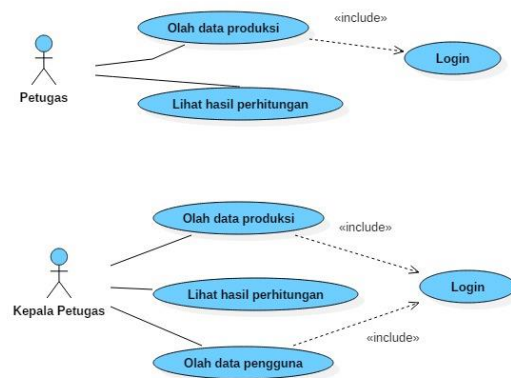 Olah data produksi
«include»
Login
Petugas
Lihat hasil perhitungan
Olah data produksi
«include»
Lihat hasil perhitungan
Login
Kepala Petugas
«include»
Olah data pengguna